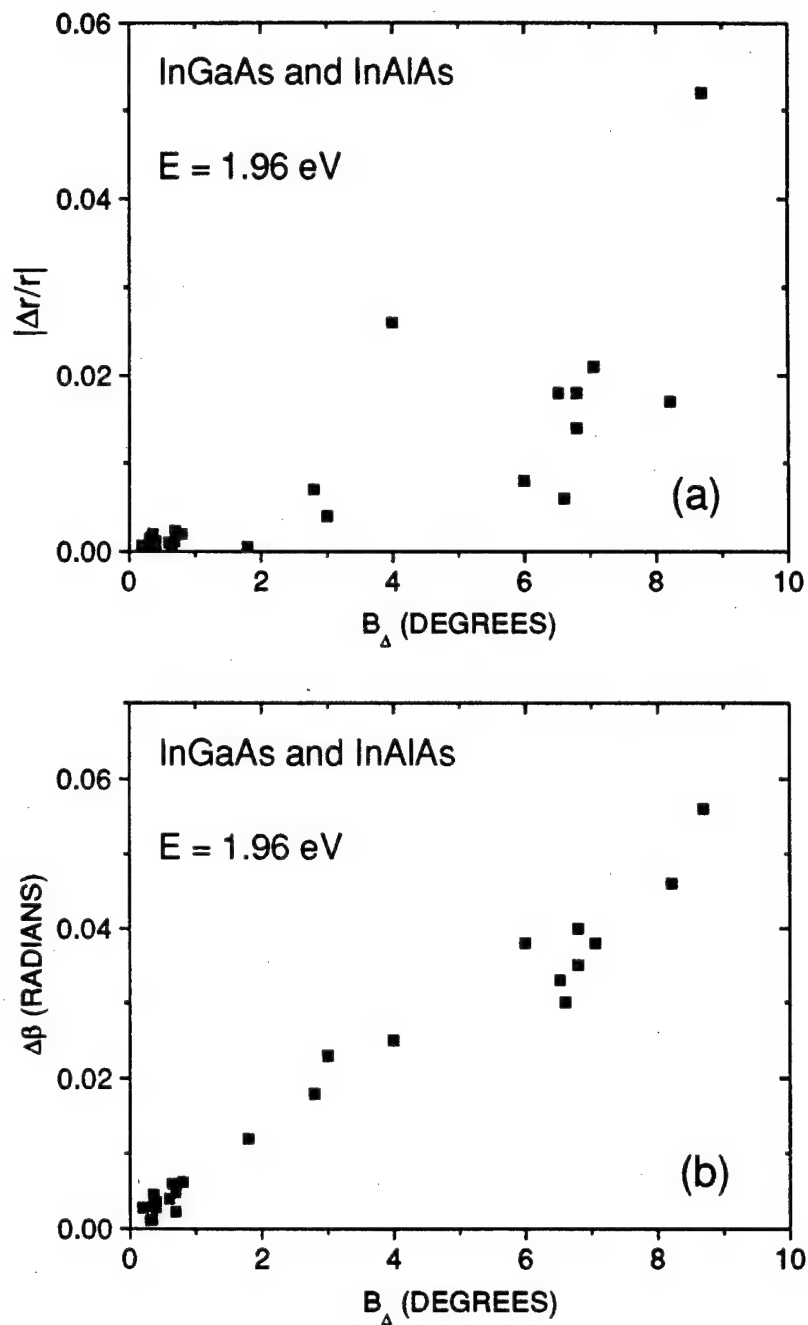 0.06
InGaAs and InAlAs
E = 1.96 eV
0.04
|Δr/r|
0.02
(a)
0.00
0 2 4 6 8 10
B_Δ (DEGREES)
InGaAs and InAlAs
0.06
E = 1.96 eV
0.04
Δβ (RADIANS)
0.02
(b)
0.00
0 2 4 6 8 10
B_Δ (DEGREES)